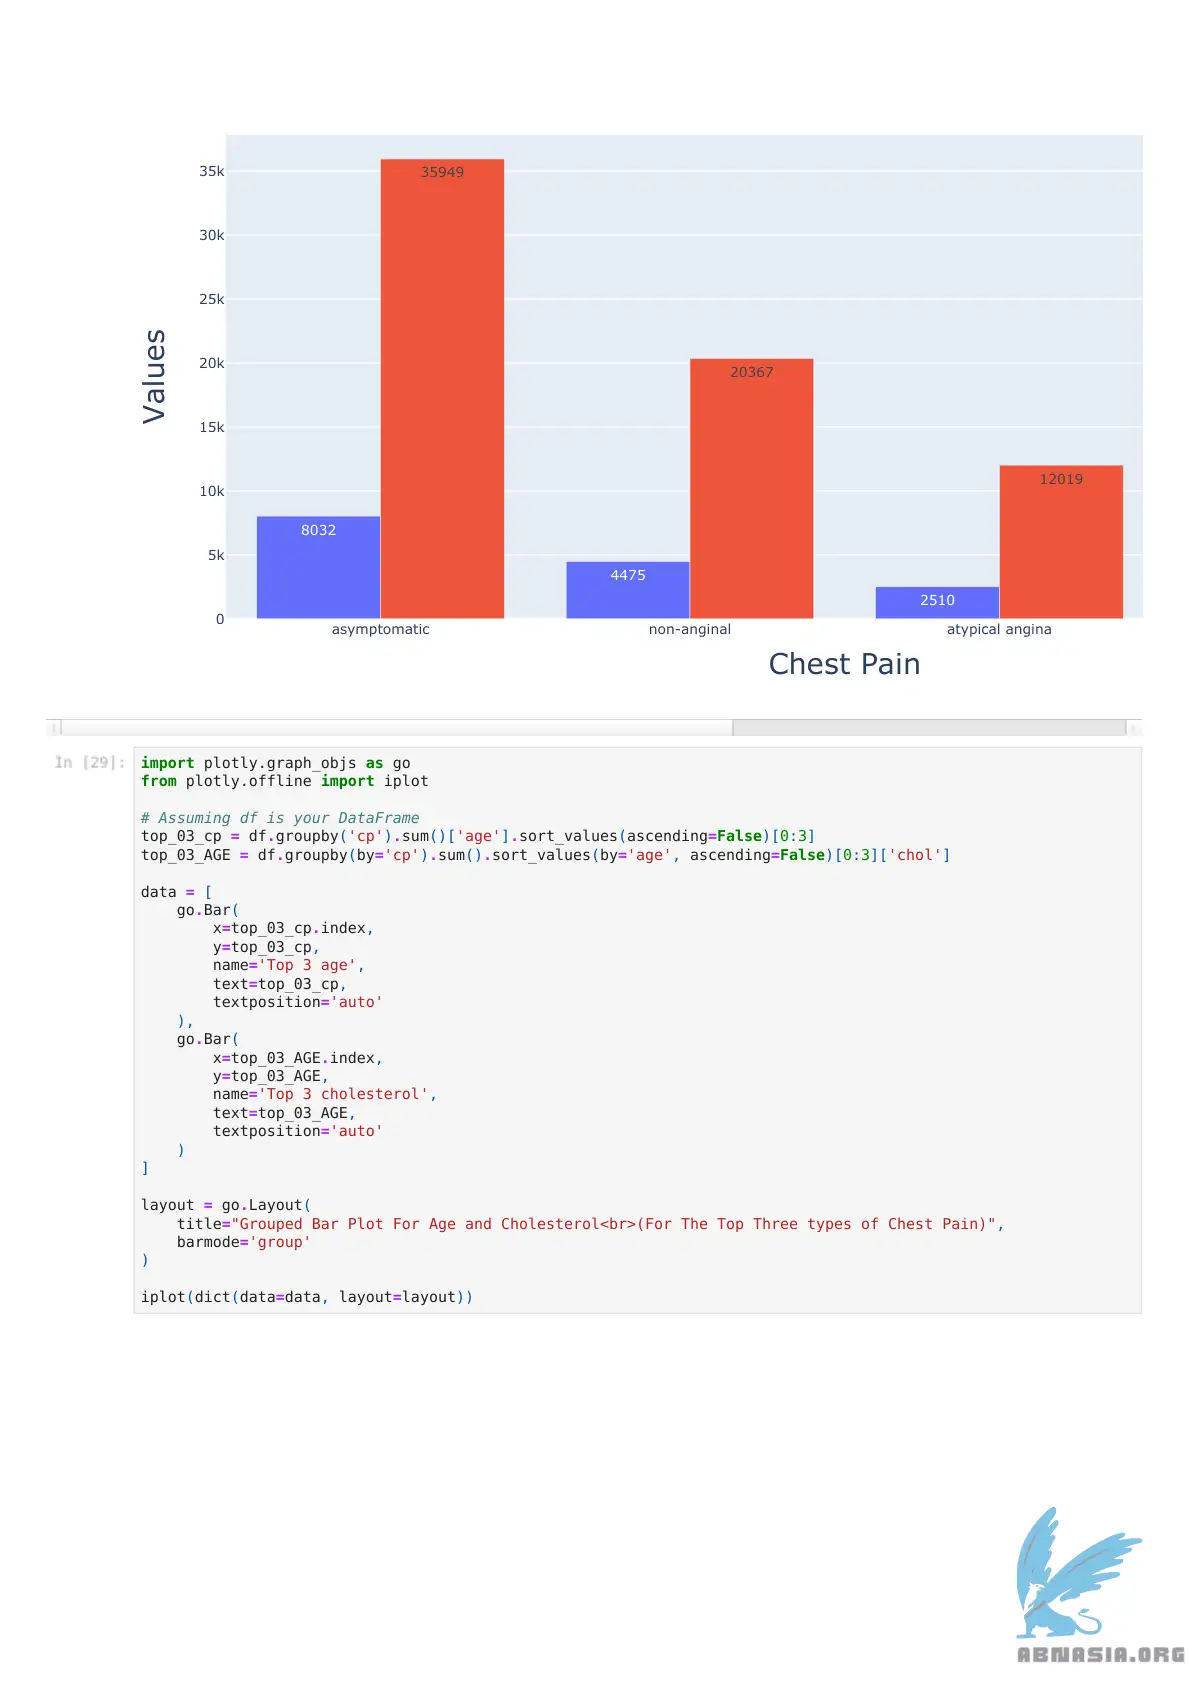 35k
30k
25k
20k
15k
10k
5k
0
Values
35949
20367
12019
8032
4475
2510
asymptomatic non-anginal atypical angina
Chest Pain
In [29]:
import plotly.graph_objs as go
from plotly.offline import iplot
# Assuming df is your DataFrame
top_03_cp = df.groupby('cp').sum()['age'].sort_values(ascending=False)[0:3]
top_03_AGE = df.groupby(by='cp').sum().sort_values(by='age', ascending=False)[0:3]['chol']
data = [
    go.Bar(
        x=top_03_cp.index,
        y=top_03_cp,
        name='Top 3 age',
        text=top_03_cp,
        textposition='auto'
    ),
    go.Bar(
        x=top_03_AGE.index,
        y=top_03_AGE,
        name='Top 3 cholesterol',
        text=top_03_AGE,
        textposition='auto'
    )
]
layout = go.Layout(
    title="Grouped Bar Plot For Age and Cholesterol<br>(For The Top Three types of Chest Pain)",
    barmode='group'
)
iplot(dict(data=data, layout=layout))
ABNASIA.ORG